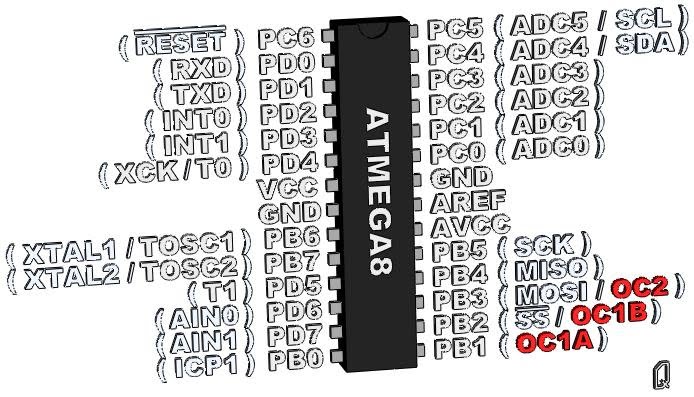 ( RESET ) PC6
( RXD ) PD0
( TXD ) PD1
( INT0 ) PD2
( INT1 ) PD3
( XCK / T0 ) PD4
VCC
GND
( XTAL1 / TOSC1 ) PB6
( XTAL2 / TOSC2 ) PB7
( T1 ) PD5
( AIN0 ) PD6
( AIN1 ) PD7
( ICP1 ) PB0
ATMEGA8
PC5 ( ADC5 / SCL )
PC4 ( ADC4 / SDA )
PC3 ( ADC3 )
PC2 ( ADC2 )
PC1 ( ADC1 )
PC0 ( ADC0 )
GND
AREF
AVCC
PB5 ( SCK )
PB4 ( MISO )
PB3 ( MOSI / OC2 )
PB2 ( SS / OC1B )
PB1 ( OC1A )